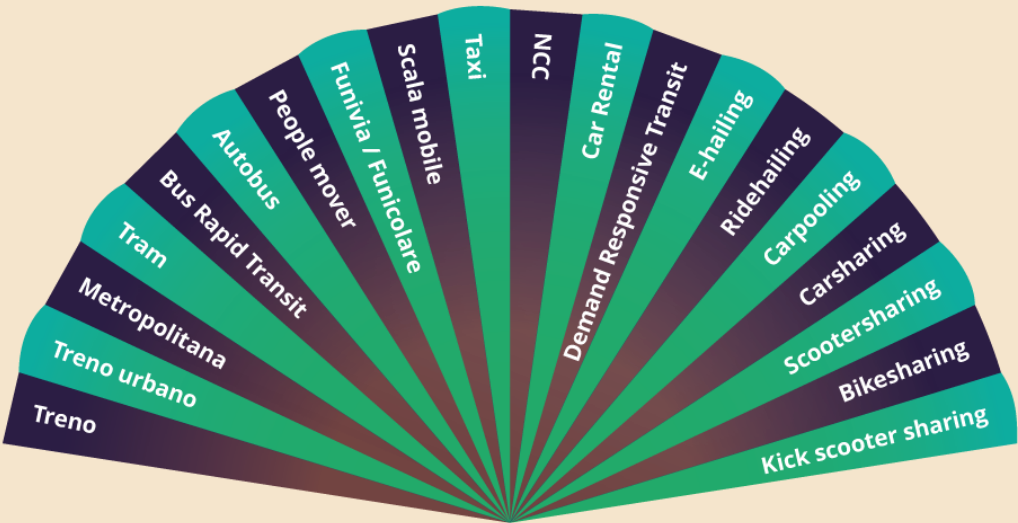 Treno
Treno urbano
Metropolitana
Tram
Bus Rapid Transit
Autobus
People mover
Funivia / Funicolare
Scala mobile
Taxi
NCC
Car Rental
Demand Responsive Transit
E-hailing
Ridehailing
Carpooling
Carsharing
Scootersharing
Bikesharing
Kick scooter sharing